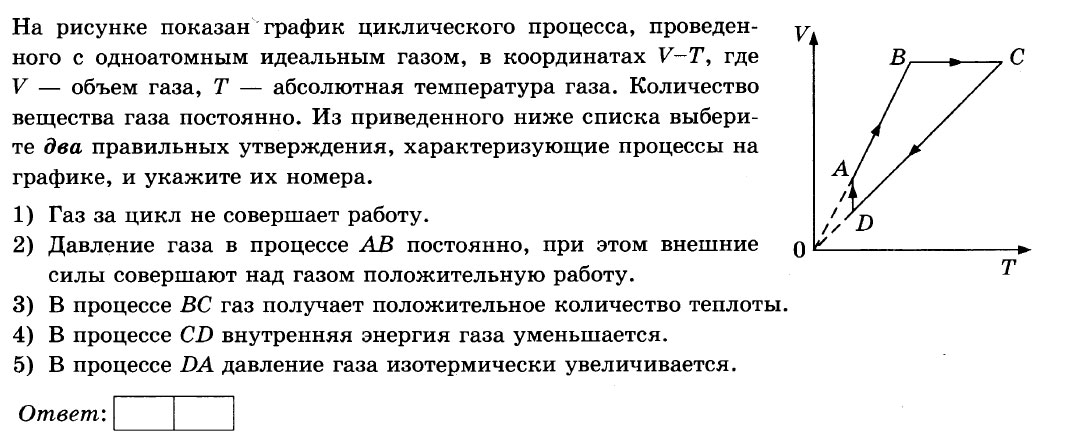 На рисунке показан график циклического процесса, проведен-
ного с одноатомным идеальным газом, в координатах V–T, где
V — объем газа, T — абсолютная температура газа. Количество
вещества газа постоянно. Из приведенного ниже списка выбери-
те два правильных утверждения, характеризующие процессы на
графике, и укажите их номера.
1) Газ за цикл не совершает работу.
2) Давление газа в процессе AB постоянно, при этом внешние
силы совершают над газом положительную работу.
3) В процессе BC газ получает положительное количество теплоты.
4) В процессе CD внутренняя энергия газа уменьшается.
5) В процессе DA давление газа изотермически увеличивается.
Ответ:
V
B
C
A
D
0
T